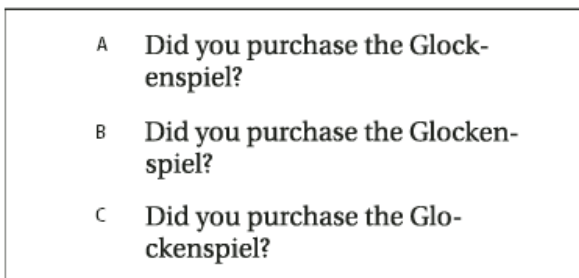 A Did you purchase the Glock-
enspiel?
B Did you purchase the Glocken-
spiel?
C Did you purchase the Glo-
ckenspiel?